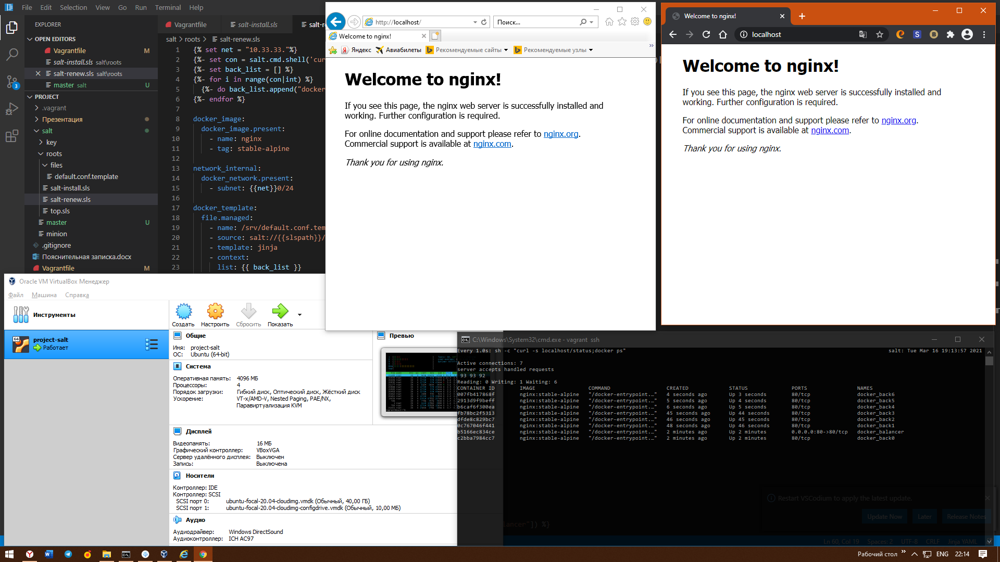 File Edit Selection View Go Run Terminal Help
EXPLORER
OPEN EDITORS
Vagrantfile M
salt-install.sls salt\roots
salt-renew.sls salt\roots
master salt U
PROJECT
.vagrant
Презентация
salt
key
roots
files
default.conf.template
salt-install.sls
salt-renew.sls
top.sls
master U
minion
.gitignore
Пояснительная записка.docx
Vagrantfile M
Vagrantfile
salt-install.sls
salt > roots > salt-renew.sls
1 {% set net = "10.33.33."%}
2 {%- set con = salt.cmd.shell('cur
3 {%- set back_list = [] %}
4 {%- for i in range(con|int) %}
5 {%- do back_list.append("docker
6 {%- endfor %}
7
8 docker_image:
9 docker_image.present:
10 - name: nginx
11 - tag: stable-alpine
12
13 network_internal:
14 docker_network.present:
15 - subnet: {{net}}0/24
16
17 docker_template:
18 file.managed:
19 - name: /srv/default.conf.tem
20 - source: salt://{{slspath}}/
21 - template: jinja
22 - context:
23 list: {{ back_list }}
http://localhost/
Поиск...
Welcome to nginx!
Яндекс Авиабилеты Рекомендуемые сайты Рекомендуемые узлы
Welcome to nginx!
If you see this page, the nginx web server is successfully installed and
working. Further configuration is required.
For online documentation and support please refer to nginx.org.
Commercial support is available at nginx.com.
Thank you for using nginx.
Welcome to nginx!
localhost
Welcome to nginx!
If you see this page, the nginx web server is successfully installed and
working. Further configuration is required.
For online documentation and support please refer to nginx.org.
Commercial support is available at nginx.com.
Thank you for using nginx.
Oracle VM VirtualBox Менеджер
Файл Машина Справка
Инструменты
64
project-salt
Работает
Создать Настроить Сбросить Показать
Общие
Имя: project-salt
ОС: Ubuntu (64-bit)
Система
Оперативная память: 4096 МБ
Процессоры: 4
Порядок загрузки: Гибкий диск, Оптический диск, Жёсткий диск
Ускорение: VT-x/AMD-V, Nested Paging, PAE/NX,
Паравиртуализация KVM
Превью
Дисплей
Видеопамять: 16 МБ
Графический контроллер: VBoxVGA
Сервер удалённого дисплея: Выключен
Запись: Выключена
Носители
Контроллер: IDE
Контроллер: SCSI
SCSI порт 0: ubuntu-focal-20.04-cloudimg.vmdk (Обычный, 40,00 ГБ)
SCSI порт 1: ubuntu-focal-20.04-cloudimg-configdrive.vmdk (Обычный, 10,00 МБ)
Аудио
Аудиодрайвер: Windows DirectSound
Аудиоконтроллер: ICH AC97
C:\Windows\System32\cmd.exe - vagrant ssh
Every 1.0s: sh -c "curl -s localhost/status;docker ps" salt: Tue Mar 16 19:13:57 2021
Active connections: 7
server accepts handled requests
93 93 92
Reading: 0 Writing: 1 Waiting: 6
CONTAINER ID IMAGE COMMAND CREATED STATUS PORTS NAMES
007fb417868f nginx:stable-alpine "/docker-entrypoint.…" 4 seconds ago Up 3 seconds 80/tcp docker_back6
2913d9f9beff nginx:stable-alpine "/docker-entrypoint.…" 5 seconds ago Up 4 seconds 80/tcp docker_back5
b6caf6f300ea nginx:stable-alpine "/docker-entrypoint.…" 6 seconds ago Up 5 seconds 80/tcp docker_back4
fb78bc2f5313 nginx:stable-alpine "/docker-entrypoint.…" 45 seconds ago Up 44 seconds 80/tcp docker_back3
dfde8c829bc7 nginx:stable-alpine "/docker-entrypoint.…" 46 seconds ago Up 45 seconds 80/tcp docker_back2
0c767046f441 nginx:stable-alpine "/docker-entrypoint.…" 48 seconds ago Up 46 seconds 80/tcp docker_back1
b5166ec834ce nginx:stable-alpine "/docker-entrypoint.…" 2 minutes ago Up 2 minutes 0.0.0.0:80->80/tcp docker_balancer
c2bba7984cc7 nginx:stable-alpine "/docker-entrypoint.…" 2 minutes ago Up 2 minutes 80/tcp docker_back0
Restart VSCodium to apply the latest update.
Update Now Later Release Notes
lancer"]) %}
Ln 60, Col 19 Spaces: 2 UTF-8 CRLF Jinja YAML
Рабочий стол ENG 22:14